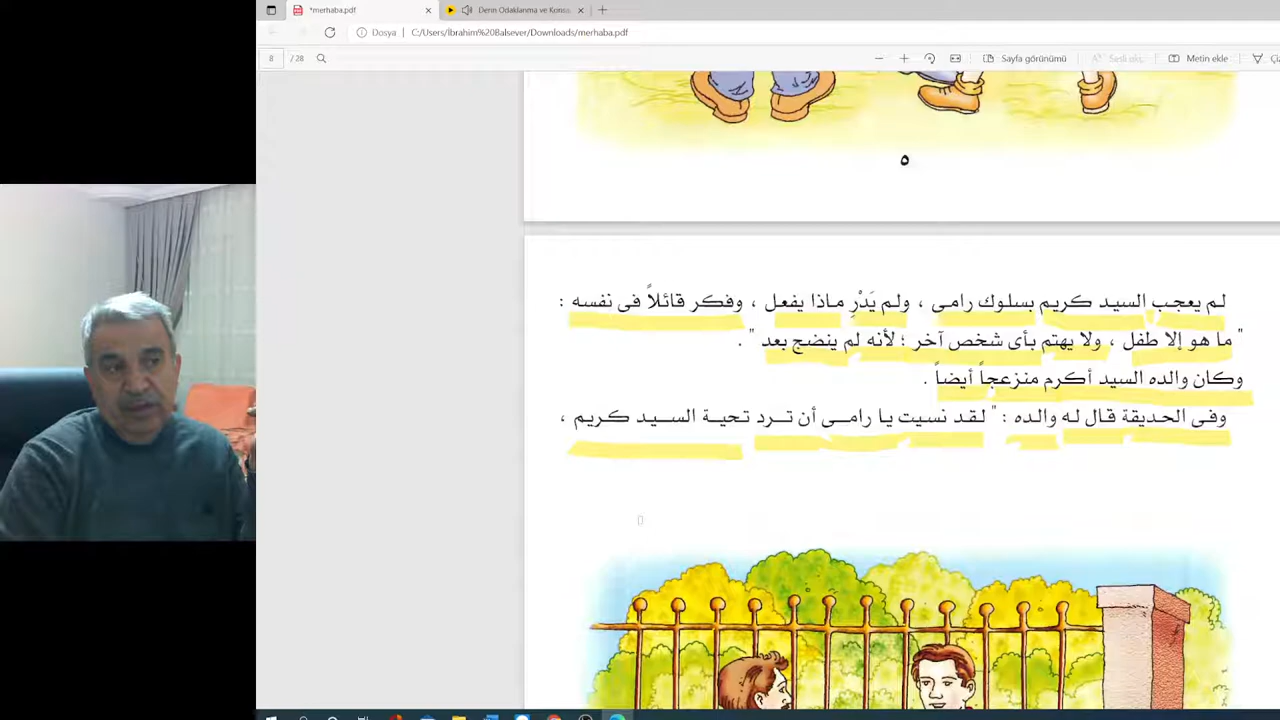 *merhaba.pdf
Derin Odaklanma ve Konso
Dosya
C:/Users/İbrahim%20Balsever/Downloads/merhaba.pdf
8 /28
Sayfa görünümü
Sesli oku
Metin ekle
٥
لم يعجب السيد كريم بسلوك رامى ، ولم يَدْرِ ماذا يفعل ، وفكر قائلاً فى نفسه :
" ما هو إلا طفل ، ولا يهتم بأى شخص آخر ؛ لأنه لم ينضج بعد " .
وكان والده السيد أكرم منزعجاً أيضاً .
وفى الحديقة قال له والده : " لقد نسيت يا رامى أن ترد تحية السيد كريم ،